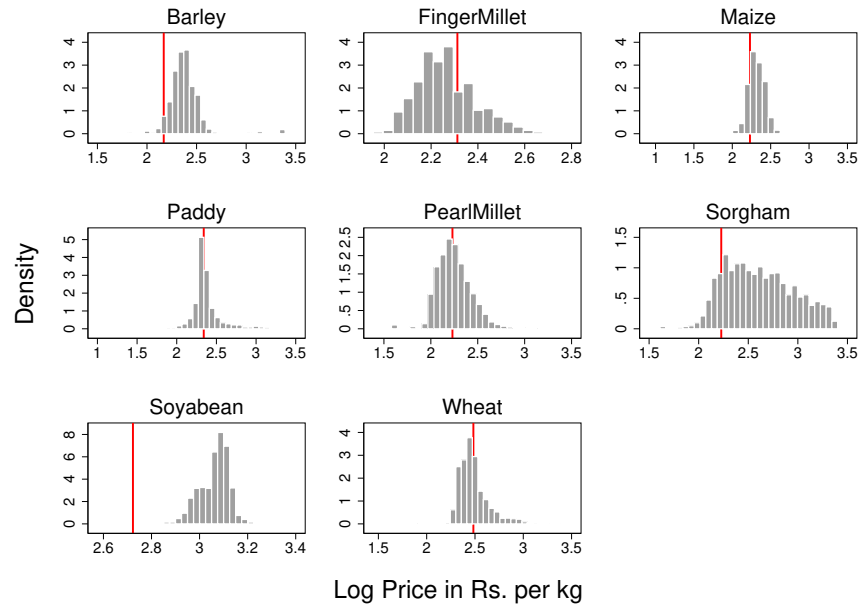 Barley
FingerMillet
Maize
0 1 2 3 4
1.5 2 2.5 3 3.5
0 1 2 3 4
2 2.2 2.4 2.6 2.8
0 1 2 3 4
1 1.5 2 2.5 3 3.5
Paddy
PearlMillet
Sorgham
0 1 2 3 4 5
1 1.5 2 2.5 3 3.5
0 .5 1 1.5 2 2.5
1.5 2 2.5 3 3.5
0 .5 1 1.5
1.5 2 2.5 3 3.5
Density
Soyabean
Wheat
0 2 4 6 8
2.6 2.8 3 3.2 3.4
0 1 2 3 4
1.5 2 2.5 3 3.5
Log Price in Rs. per kg